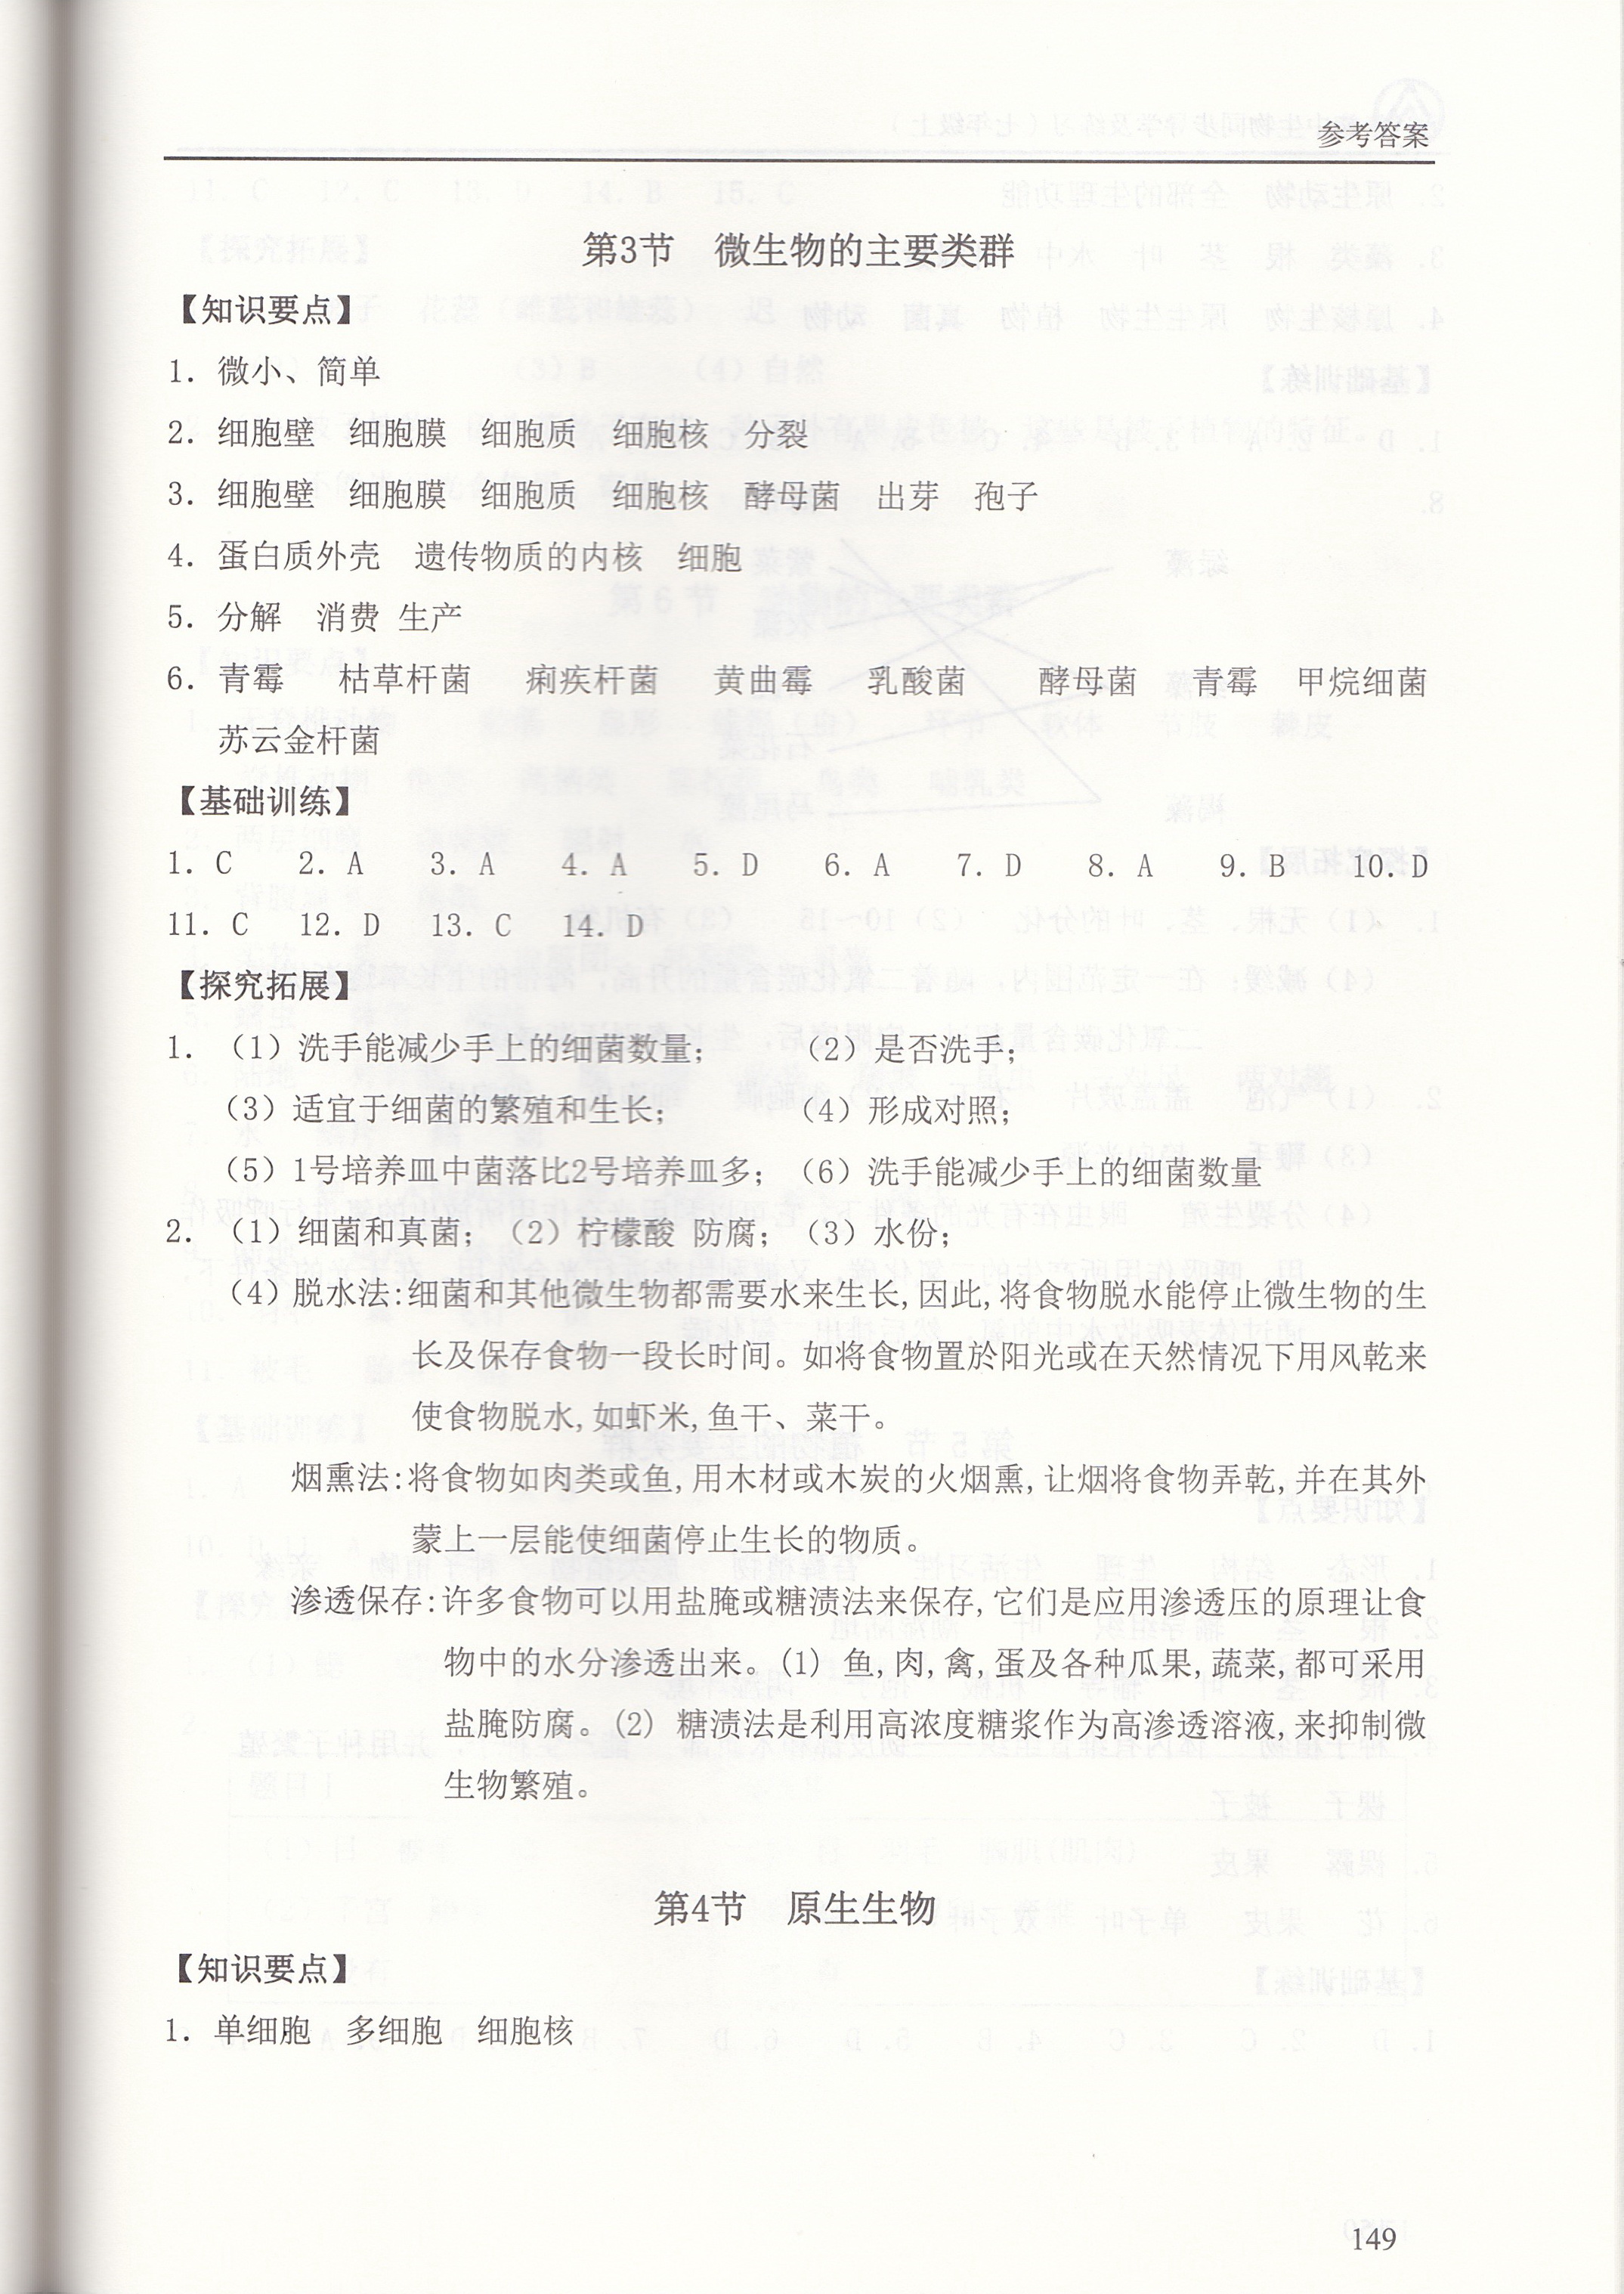 参考答案
第3节 微生物的主要类群
【知识要点】
1. 微小、简单
2. 细胞壁 细胞膜 细胞质 细胞核 分裂
3. 细胞壁 细胞膜 细胞质 细胞核 酵母菌 出芽 孢子
4. 蛋白质外壳 遗传物质的内核 细胞
5. 分解 消费 生产
6. 青霉 枯草杆菌 痢疾杆菌 黄曲霉 乳酸菌 酵母菌 青霉 甲烷细菌
苏云金杆菌
【基础训练】
1. C 2. A 3. A 4. A 5. D 6. A 7. D 8. A 9. B 10. D
11. C 12. D 13. C 14. D
【探究拓展】
1. （1）洗手能减少手上的细菌数量； （2）是否洗手；
（3）适宜于细菌的繁殖和生长； （4）形成对照；
（5）1号培养皿中菌落比2号培养皿多；（6）洗手能减少手上的细菌数量
2. （1）细菌和真菌；（2）柠檬酸 防腐；（3）水份；
（4）脱水法:细菌和其他微生物都需要水来生长,因此,将食物脱水能停止微生物的生
长及保存食物一段长时间。如将食物置於阳光或在天然情况下用风乾来
使食物脱水,如虾米,鱼干、菜干。
烟熏法:将食物如肉类或鱼,用木材或木炭的火烟熏,让烟将食物弄乾,并在其外
蒙上一层能使细菌停止生长的物质。
渗透保存:许多食物可以用盐腌或糖渍法来保存,它们是应用渗透压的原理让食
物中的水分渗透出来。(1) 鱼,肉,禽,蛋及各种瓜果,蔬菜,都可采用
盐腌防腐。(2) 糖渍法是利用高浓度糖浆作为高渗透溶液,来抑制微
生物繁殖。
第4节 原生生物
【知识要点】
1. 单细胞 多细胞 细胞核
149